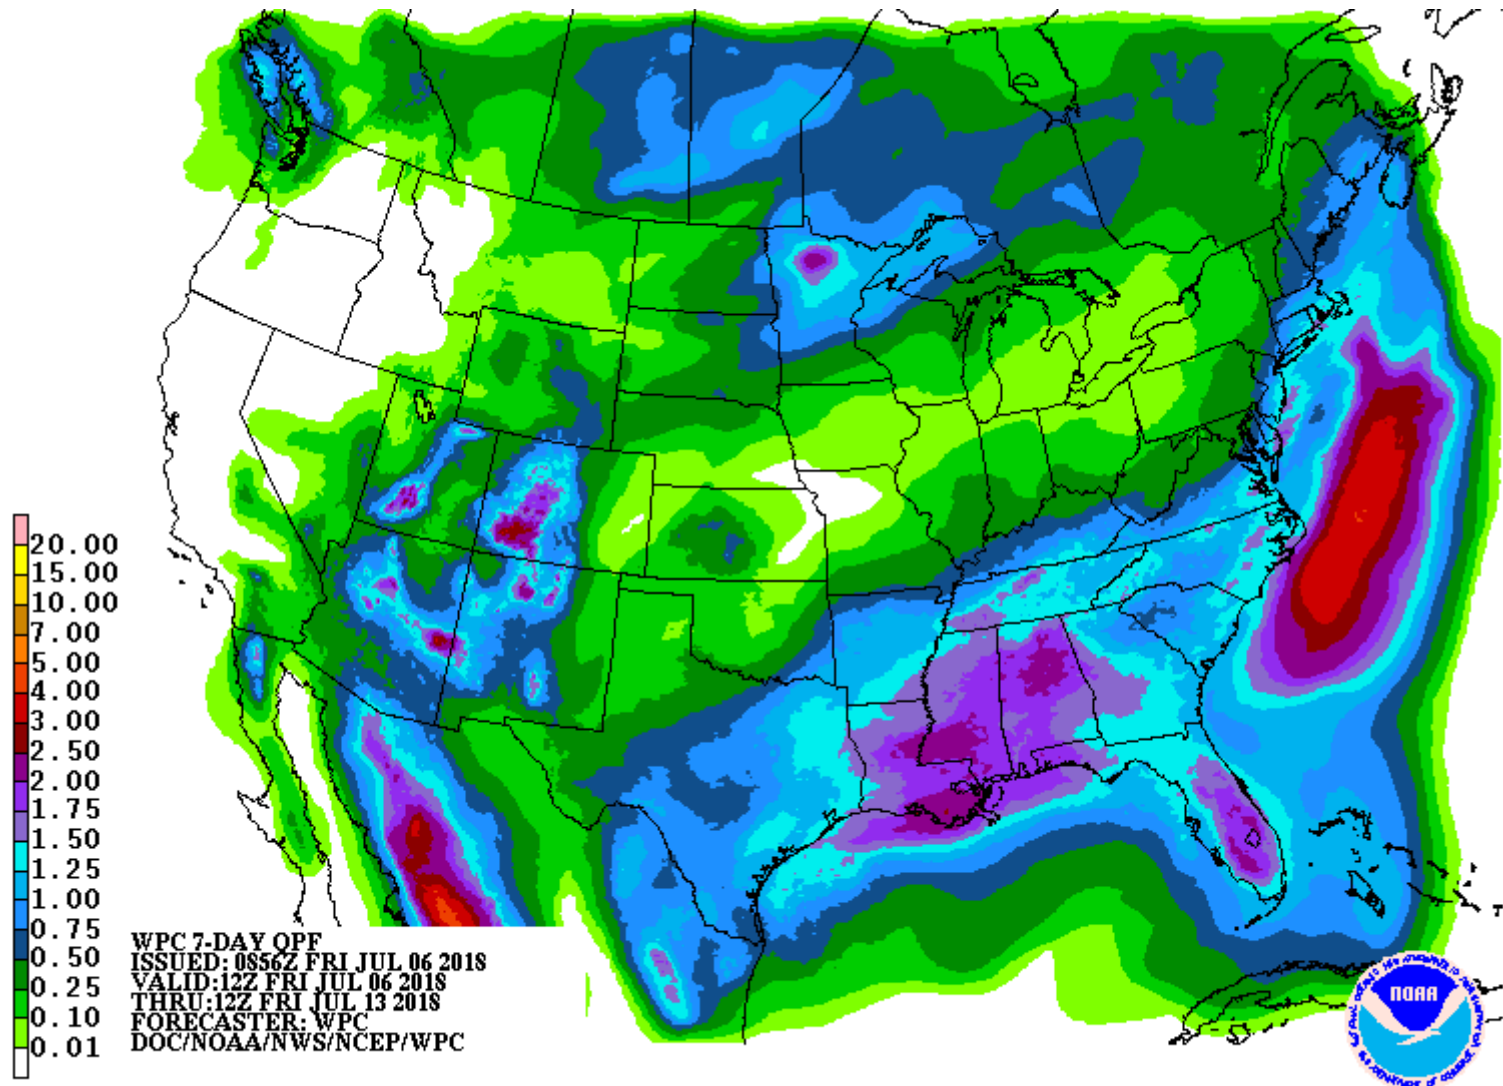 20.00
15.00
10.00
7.00
5.00
4.00
3.00
2.50
2.00
1.75
1.50
1.25
1.00
0.75
0.50
0.25
0.10
0.01
WPC 7-DAY QPF
ISSUED: 0856Z FRI JUL 06 2018
VALID:12Z FRI JUL 06 2018
THRU:12Z FRI JUL 13 2018
FORECASTER: WPC
DOC/NOAA/NWS/NCEP/WPC
NOAA